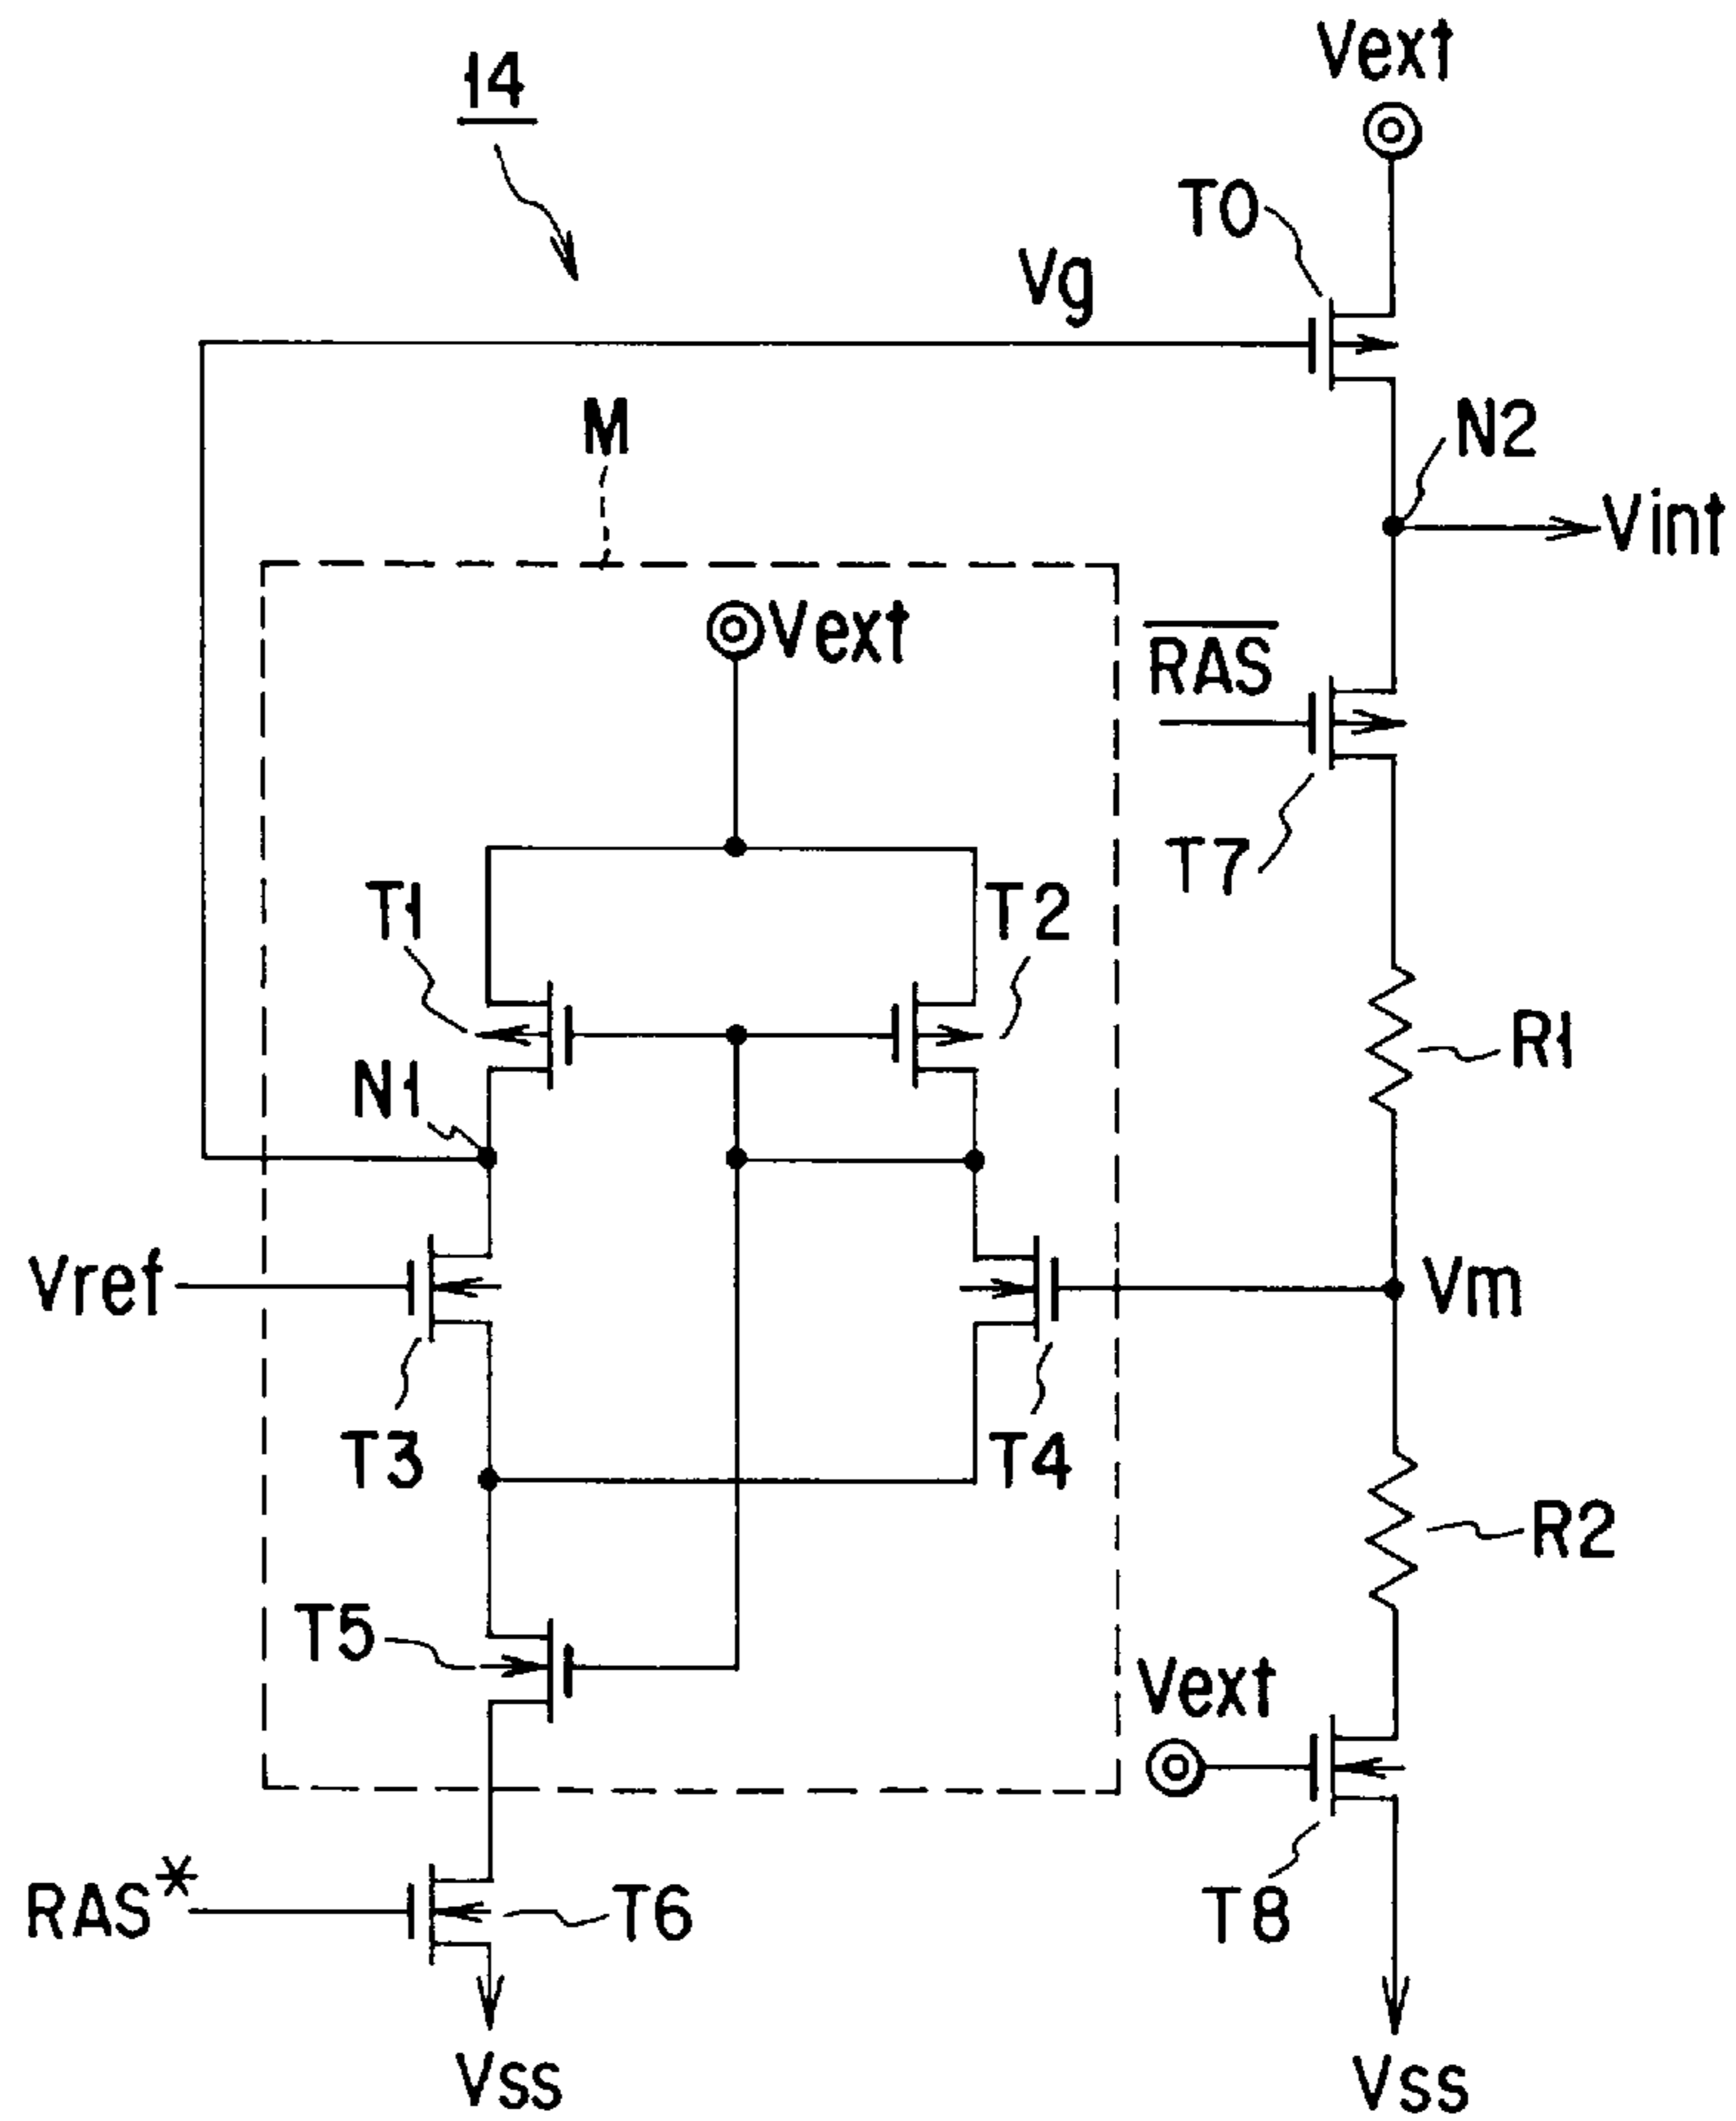 14
Vext
T0
Vg
M
N2
Vint
Vext
RAS
T7
T1
T2
N1
R1
Vref
Vm
T3
T4
R2
T5
Vext
RAS*
T6
T8
Vss
Vss